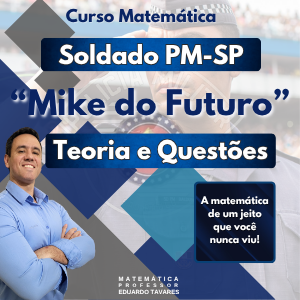 Curso Matemática
Soldado PM-SP
“Mike do Futuro”
Teoria e Questões
A matemática
de um jeito
que você
nunca viu!
MATEMÁTICA
PROFESSOR
EDUARDO TAVARES